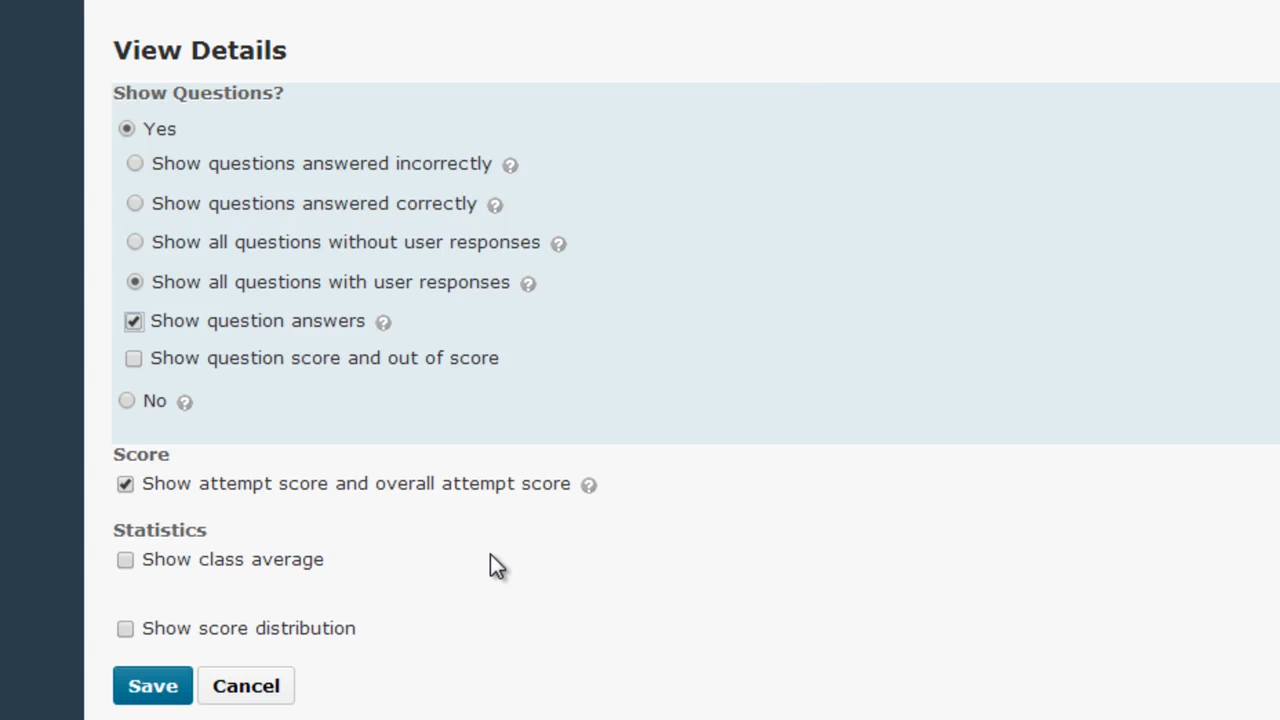 View Details
Show Questions?
Yes
Show questions answered incorrectly ?
Show questions answered correctly ?
Show all questions without user responses ?
Show all questions with user responses ?
Show question answers ?
Show question score and out of score
No ?
Score
Show attempt score and overall attempt score ?
Statistics
Show class average
Show score distribution
Save Cancel